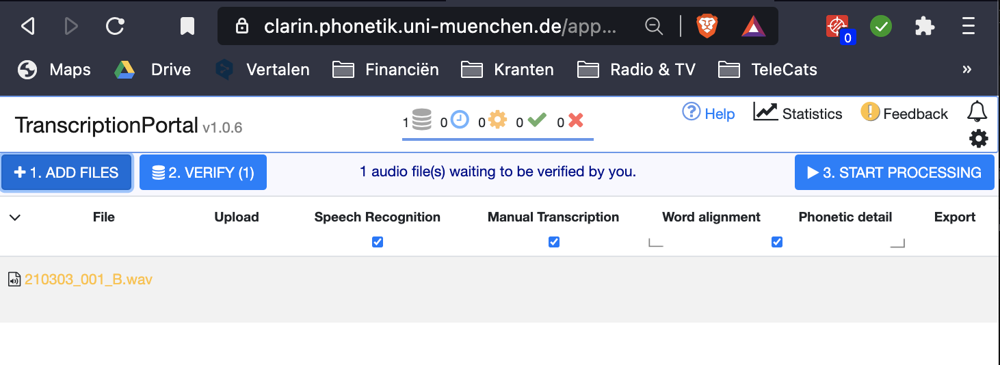 clarin.phonetik.uni-muenchen.de/app...
0
Maps Drive Vertalen Financiën Kranten Radio & TV TeleCats »
TranscriptionPortal v1.0.6 1 0 0 0 0 Help Statistics Feedback
+ 1. ADD FILES 2. VERIFY (1) 1 audio file(s) waiting to be verified by you. 3. START PROCESSING
File Upload Speech Recognition Manual Transcription Word alignment Phonetic detail Export
210303_001_B.wav